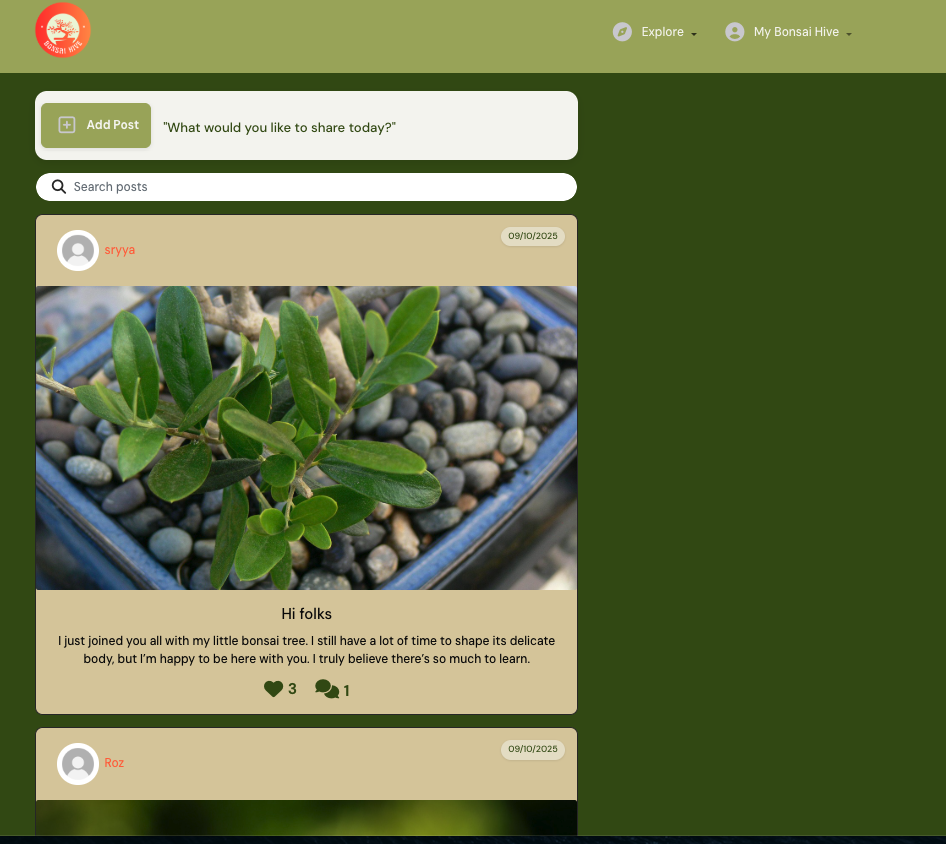 BONSAI HIVE
Explore
My Bonsai Hive
Add Post
"What would you like to share today?"
Search posts
sryya
09/10/2025
Hi folks
I just joined you all with my little bonsai tree. I still have a lot of time to shape its delicate
body, but I’m happy to be here with you. I truly believe there’s so much to learn.
3 1
Roz
09/10/2025